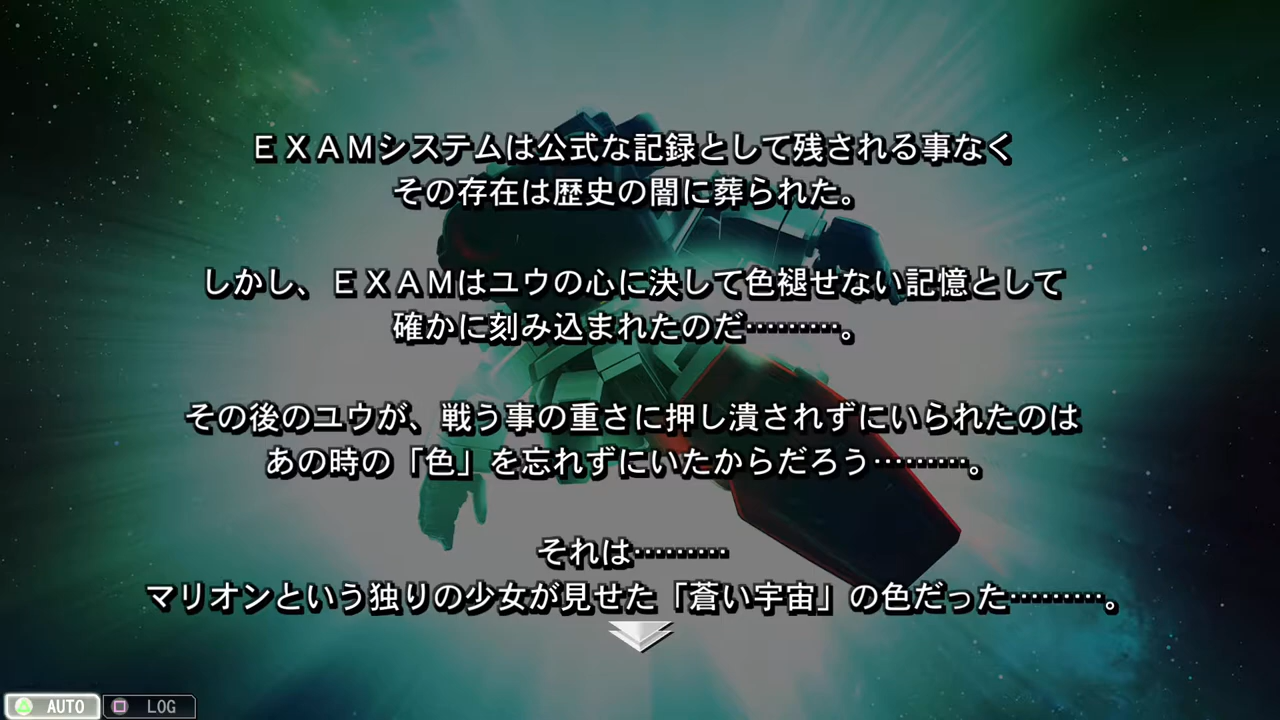 ＥＸＡＭシステムは公式な記録として残される事なく
その存在は歴史の闇に葬られた。
しかし、ＥＸＡＭはユウの心に決して色褪せない記憶として
確かに刻み込まれたのだ………。
その後のユウが、戦う事の重さに押し潰されずにいられたのは
あの時の「色」を忘れずにいたからだろう………。
それは………
マリオンという独りの少女が見せた「蒼い宇宙」の色だった………。
AUTO
LOG